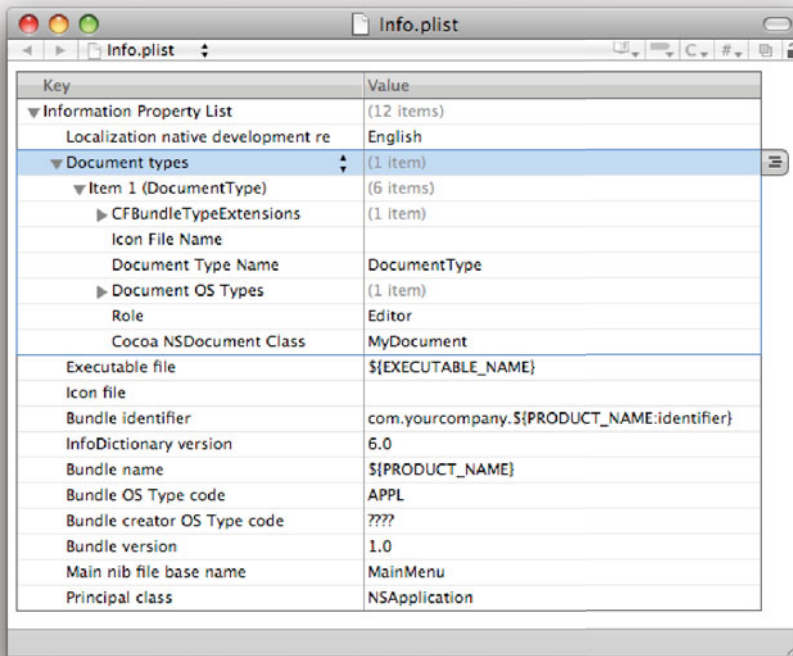 Info.plist
Info.plist C #
Key Value
Information Property List (12 items)
Localization native development re English
Document types (1 item)
Item 1 (DocumentType) (6 items)
CFBundleTypeExtensions (1 item)
Icon File Name
Document Type Name DocumentType
Document OS Types (1 item)
Role Editor
Cocoa NSDocument Class MyDocument
Executable file ${EXECUTABLE_NAME}
Icon file
Bundle identifier com.yourcompany.${PRODUCT_NAME:identifier}
InfoDictionary version 6.0
Bundle name ${PRODUCT_NAME}
Bundle OS Type code APPL
Bundle creator OS Type code ????
Bundle version 1.0
Main nib file base name MainMenu
Principal class NSApplication